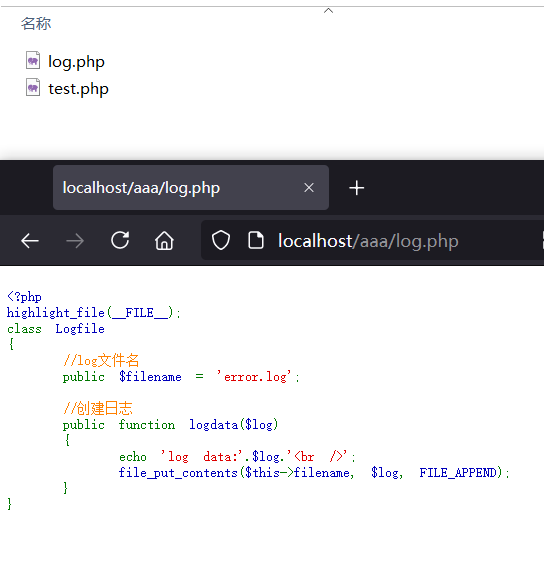 名称
log.php
test.php
localhost/aaa/log.php
localhost/aaa/log.php
<?php
highlight_file(__FILE__);
class Logfile
{
//log文件名
public $filename = 'error.log';
//创建日志
public function logdata($log)
{
echo 'log data:'.$log.'<br />';
file_put_contents($this->filename, $log, FILE_APPEND);
}
}